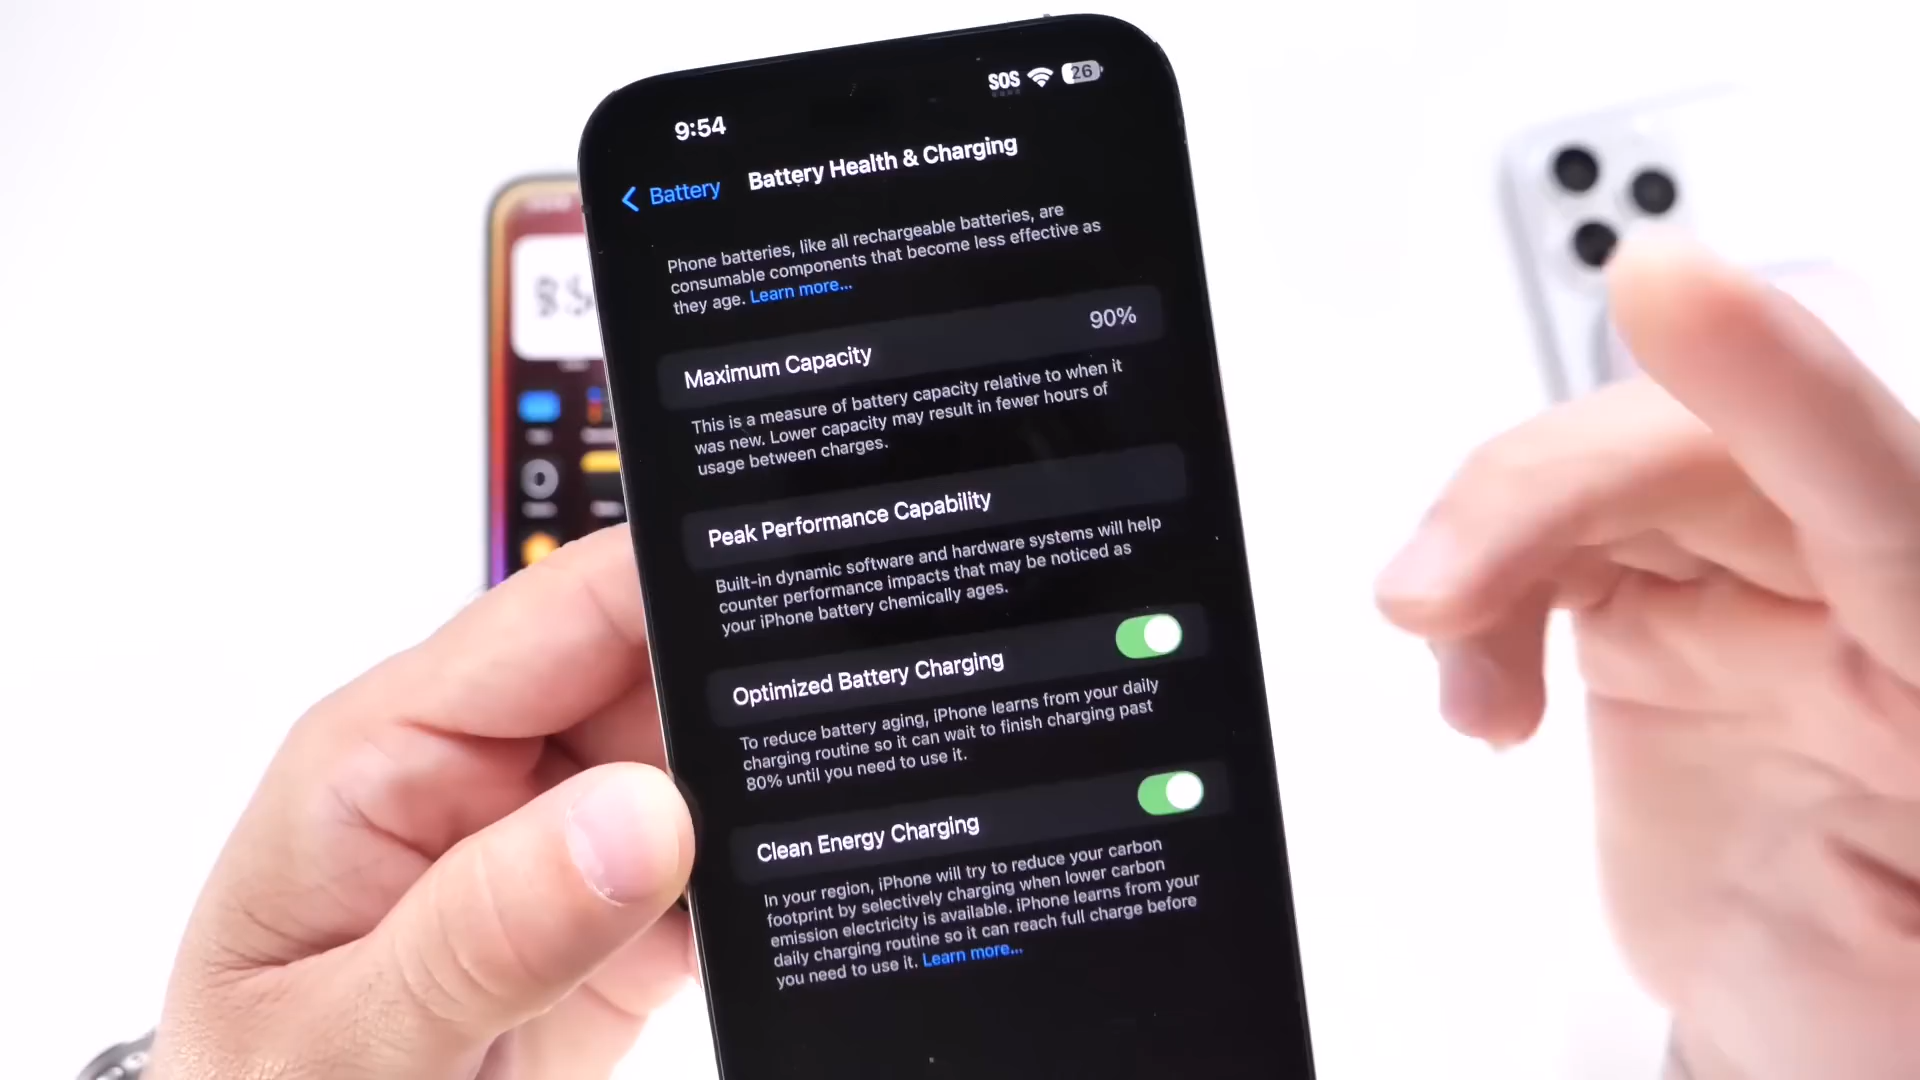 SOS 26
9:54
Battery
Battery Health & Charging
Phone batteries, like all rechargeable batteries, are
consumable components that become less effective as
they age. Learn more...
Maximum Capacity 90%
This is a measure of battery capacity relative to when it
was new. Lower capacity may result in fewer hours of
usage between charges.
Peak Performance Capability
Built-in dynamic software and hardware systems will help
counter performance impacts that may be noticed as
your iPhone battery chemically ages.
Optimized Battery Charging
To reduce battery aging, iPhone learns from your daily
charging routine so it can wait to finish charging past
80% until you need to use it.
Clean Energy Charging
In your region, iPhone will try to reduce your carbon
footprint by selectively charging when lower carbon
emission electricity is available. iPhone learns from your
daily charging routine so it can reach full charge before
you need to use it. Learn more...